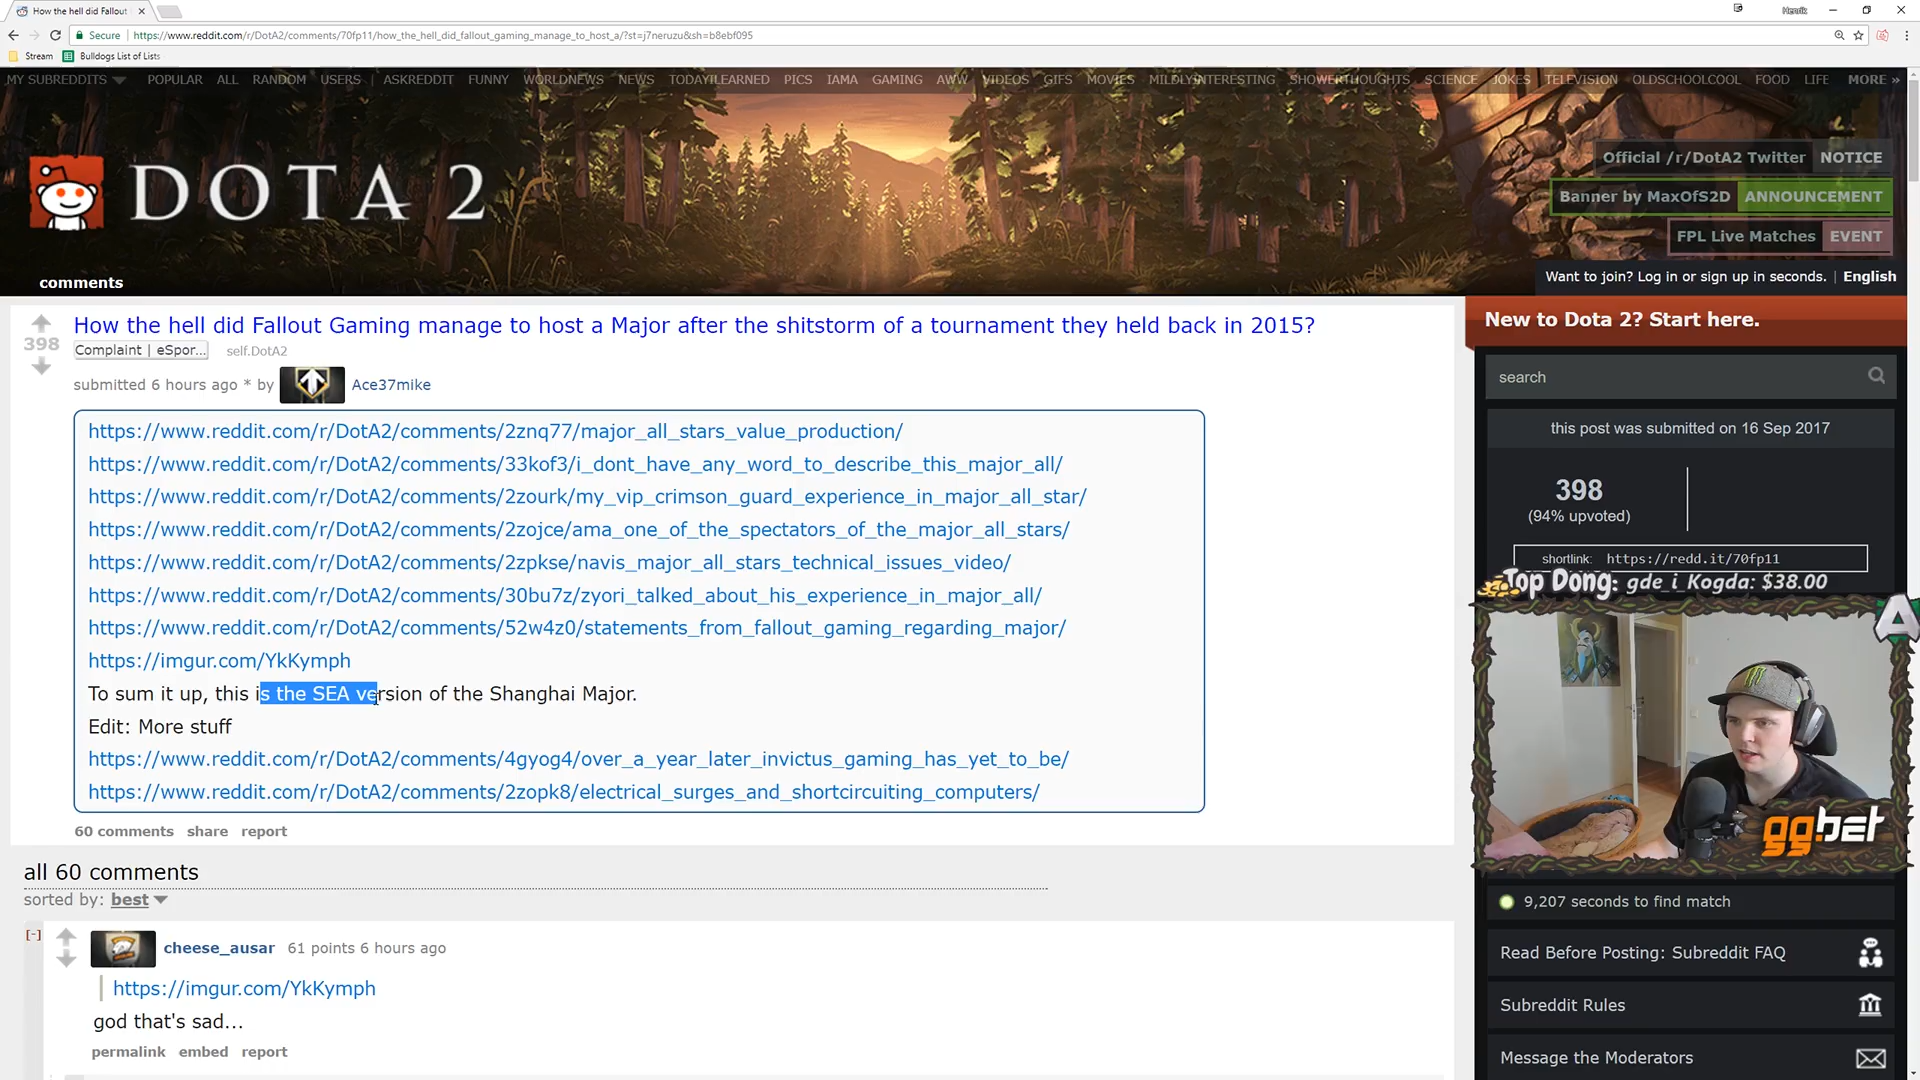 How the hell did Fallout
Henrik
Secure
https://www.reddit.com/r/DotA2/comments/70fp11/how_the_hell_did_fallout_gaming_manage_to_host_a/?st=j7neruzu&sh=b8ebf095
Stream
Bulldogs List of Lists
MY SUBREDDITS
POPULAR ALL RANDOM USERS | ASKREDDIT FUNNY WORLDNEWS NEWS TODAYILEARNED PICS IAMA GAMING AWW VIDEOS GIFS MOVIES MILDLYINTERESTING SHOWERTHOUGHTS SCIENCE JOKES TELEVISION OLDSCHOOLCOOL FOOD LIFE MORE »
DOTA 2
Official /r/DotA2 Twitter NOTICE
Banner by MaxOfS2D ANNOUNCEMENT
FPL Live Matches EVENT
comments
Want to join? Log in or sign up in seconds. | English
398
How the hell did Fallout Gaming manage to host a Major after the shitstorm of a tournament they held back in 2015?
Complaint | eSpor...
self.DotA2
submitted 6 hours ago * by Ace37mike
https://www.reddit.com/r/DotA2/comments/2znq77/major_all_stars_value_production/
https://www.reddit.com/r/DotA2/comments/33kof3/i_dont_have_any_word_to_describe_this_major_all/
https://www.reddit.com/r/DotA2/comments/2zourk/my_vip_crimson_guard_experience_in_major_all_star/
https://www.reddit.com/r/DotA2/comments/2zojce/ama_one_of_the_spectators_of_the_major_all_stars/
https://www.reddit.com/r/DotA2/comments/2zpkse/navis_major_all_stars_technical_issues_video/
https://www.reddit.com/r/DotA2/comments/30bu7z/zyori_talked_about_his_experience_in_major_all/
https://www.reddit.com/r/DotA2/comments/52w4z0/statements_from_fallout_gaming_regarding_major/
https://imgur.com/YkKymph
To sum it up, this is the SEA version of the Shanghai Major.
Edit: More stuff
https://www.reddit.com/r/DotA2/comments/4gyog4/over_a_year_later_invictus_gaming_has_yet_to_be/
https://www.reddit.com/r/DotA2/comments/2zopk8/electrical_surges_and_shortcircuiting_computers/
60 comments share report
all 60 comments
sorted by: best
[-]
cheese_ausar 61 points 6 hours ago
https://imgur.com/YkKymph
god that's sad...
permalink embed report
New to Dota 2? Start here.
search
this post was submitted on 16 Sep 2017
398
(94% upvoted)
shortlink: https://redd.it/70fp11
Top Dong: gde_i_Kogda: $38.00
gg.bet
9,207 seconds to find match
Read Before Posting: Subreddit FAQ
Subreddit Rules
Message the Moderators